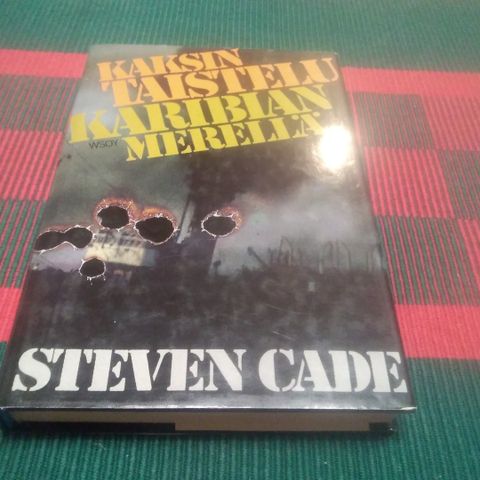 KAKSIN
TAISTELU
KARIBIAN
WSOY MERELLÄ
STEVEN CADE